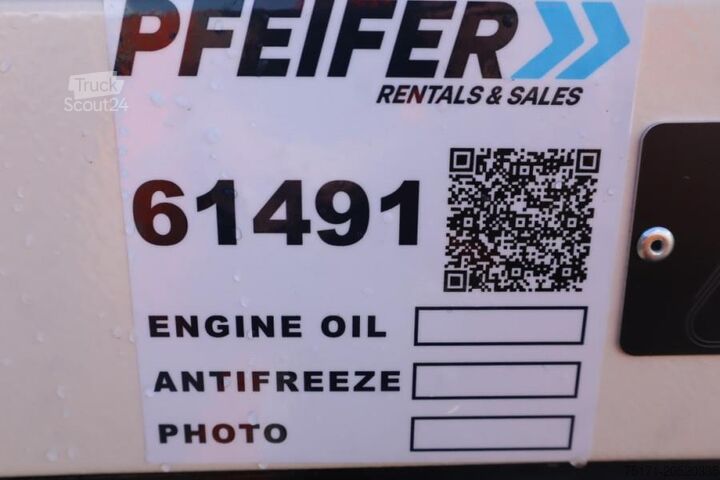 PFEIFER
RENTALS & SALES
Truck
Scout24
61491
ENGINE OIL
ANTIFREEZE
PHOTO